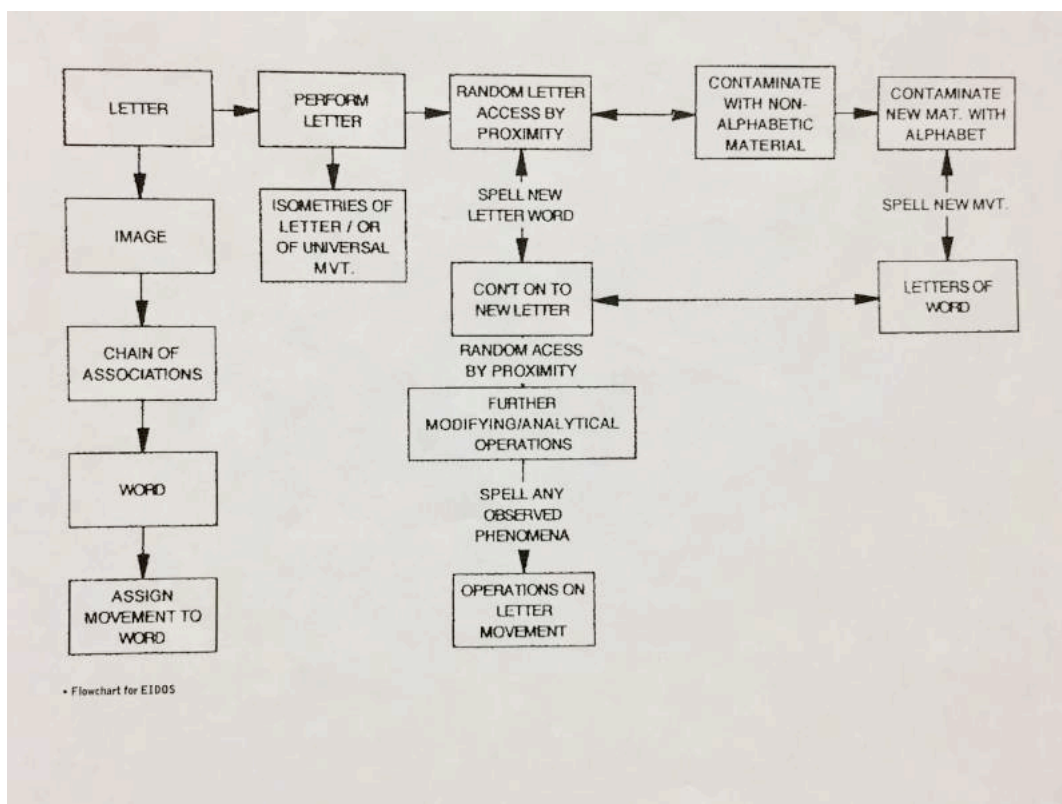 LETTER
PERFORM
LETTER
RANDOM LETTER
ACCESS BY
PROXIMITY
CONTAMINATE
WITH NON-
ALPHABETIC
MATERIAL
CONTAMINATE
NEW MAT. WITH
ALPHABET
IMAGE
ISOMETRIES OF
LETTER / OR
OF UNIVERSAL
MVT.
SPELL NEW
LETTER WORD
SPELL NEW MVT.
CON'T ON TO
NEW LETTER
LETTERS OF
WORD
CHAIN OF
ASSOCIATIONS
RANDOM ACESS
BY PROXIMITY
FURTHER
MODIFYING/ANALYTICAL
OPERATIONS
WORD
SPELL ANY
OBSERVED
PHENOMENA
ASSIGN
MOVEMENT TO
WORD
OPERATIONS ON
LETTER
MOVEMENT
• Flowchart for EIDOS